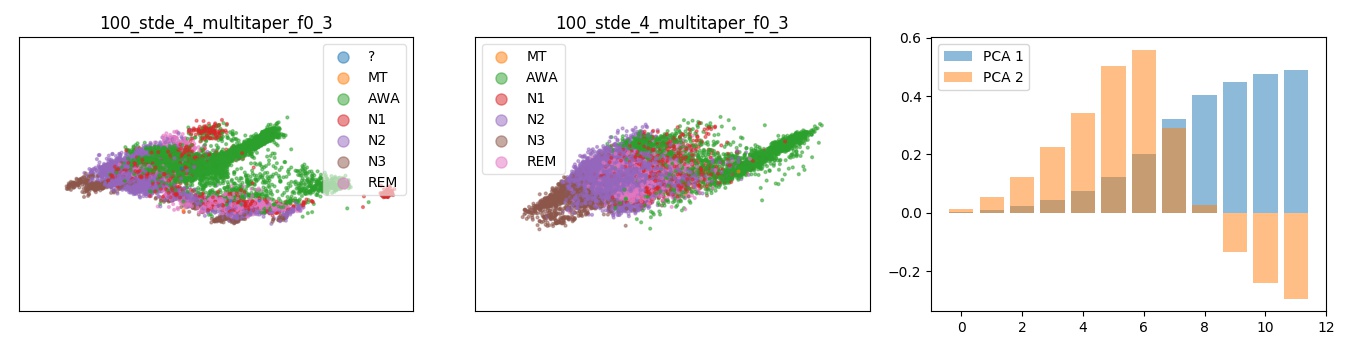 100_stde_4_multitaper_f0_3
?
MT
AWA
N1
N2
N3
REM
100_stde_4_multitaper_f0_3
MT
AWA
N1
N2
N3
REM
PCA 1
PCA 2
0.6
0.4
0.2
0.0
−0.2
0 2 4 6 8 10 12